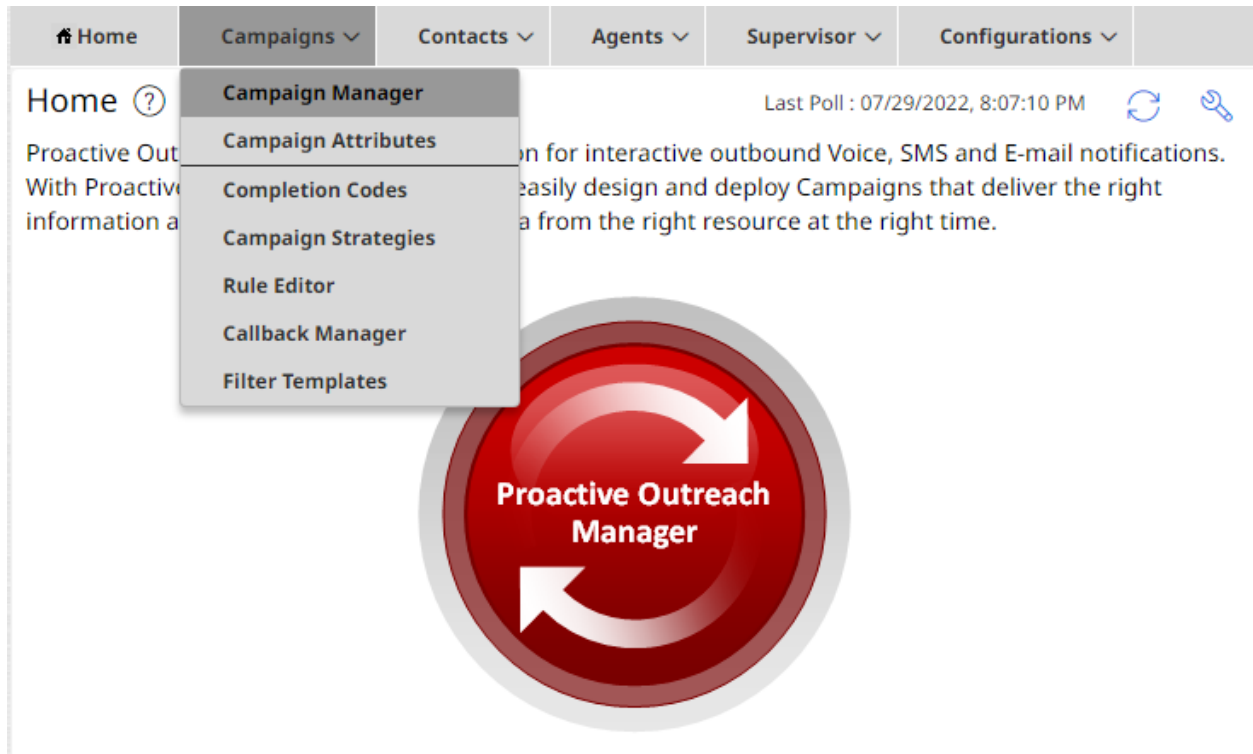 Home Campaigns Contacts Agents Supervisor Configurations
Home ? Campaign Manager Last Poll : 07/29/2022, 8:07:10 PM
Campaign Attributes
Proactive Out n for interactive outbound Voice, SMS and E-mail notifications.
With Proactive Completion Codes easily design and deploy Campaigns that deliver the right
information a a from the right resource at the right time.
Campaign Strategies
Rule Editor
Callback Manager
Filter Templates
Proactive Outreach
Manager